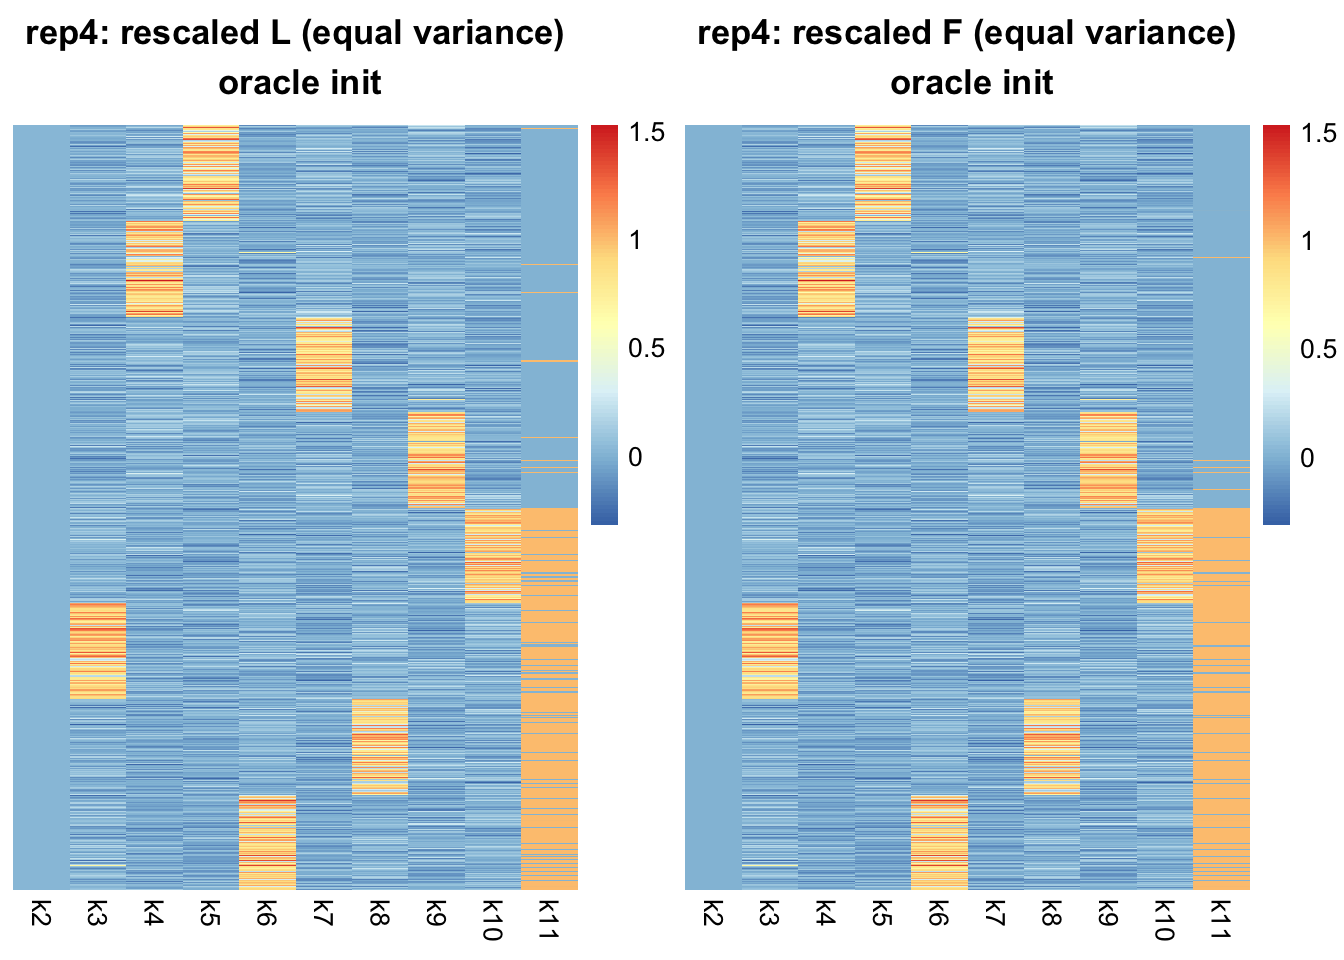 rep4: rescaled L (equal variance)
oracle init
1.5
1
0.5
0
k2 k3 k4 k5 k6 k7 k8 k9 k10 k11
rep4: rescaled F (equal variance)
oracle init
1.5
1
0.5
0
k2 k3 k4 k5 k6 k7 k8 k9 k10 k11